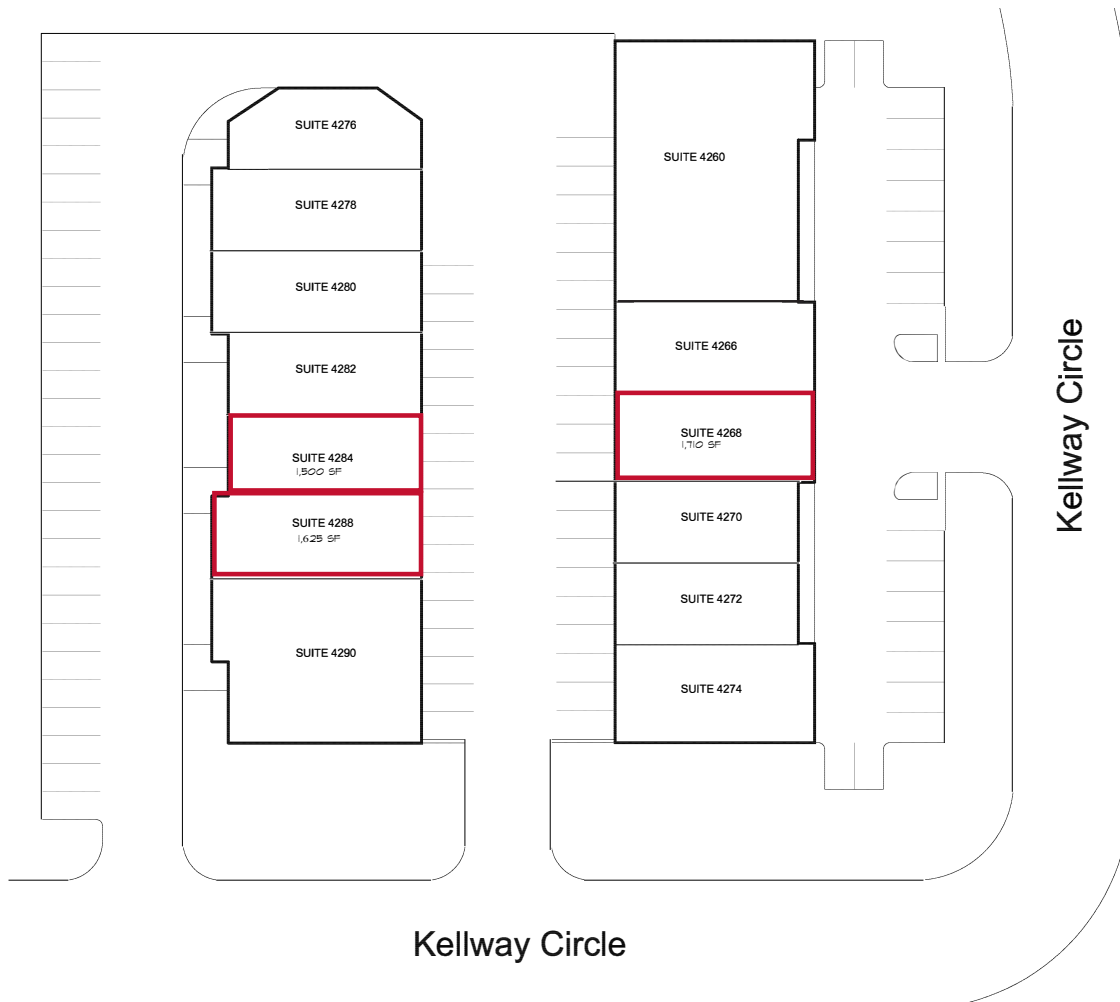 SUITE 4276
SUITE 4278
SUITE 4280
SUITE 4282
SUITE 4284
1,500 SF
SUITE 4288
1,625 SF
SUITE 4290
SUITE 4260
SUITE 4266
SUITE 4268
1,710 SF
SUITE 4270
SUITE 4272
SUITE 4274
Kellway Circle
Kellway Circle